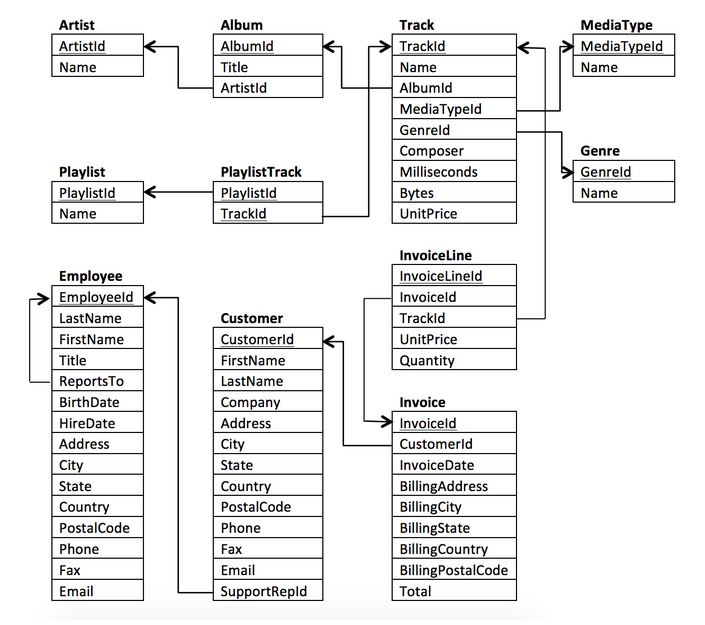 Artist
ArtistId
Name
Album
AlbumId
Title
ArtistId
Track
TrackId
Name
AlbumId
MediaTypeId
GenreId
Composer
Milliseconds
Bytes
UnitPrice
MediaType
MediaTypeId
Name
Genre
GenreId
Name
Playlist
PlaylistId
Name
PlaylistTrack
PlaylistId
TrackId
Employee
EmployeeId
LastName
FirstName
Title
ReportsTo
BirthDate
HireDate
Address
City
State
Country
PostalCode
Phone
Fax
Email
Customer
CustomerId
FirstName
LastName
Company
Address
City
State
Country
PostalCode
Phone
Fax
Email
SupportRepId
InvoiceLine
InvoiceLineId
InvoiceId
TrackId
UnitPrice
Quantity
Invoice
InvoiceId
CustomerId
InvoiceDate
BillingAddress
BillingCity
BillingState
BillingCountry
BillingPostalCode
Total